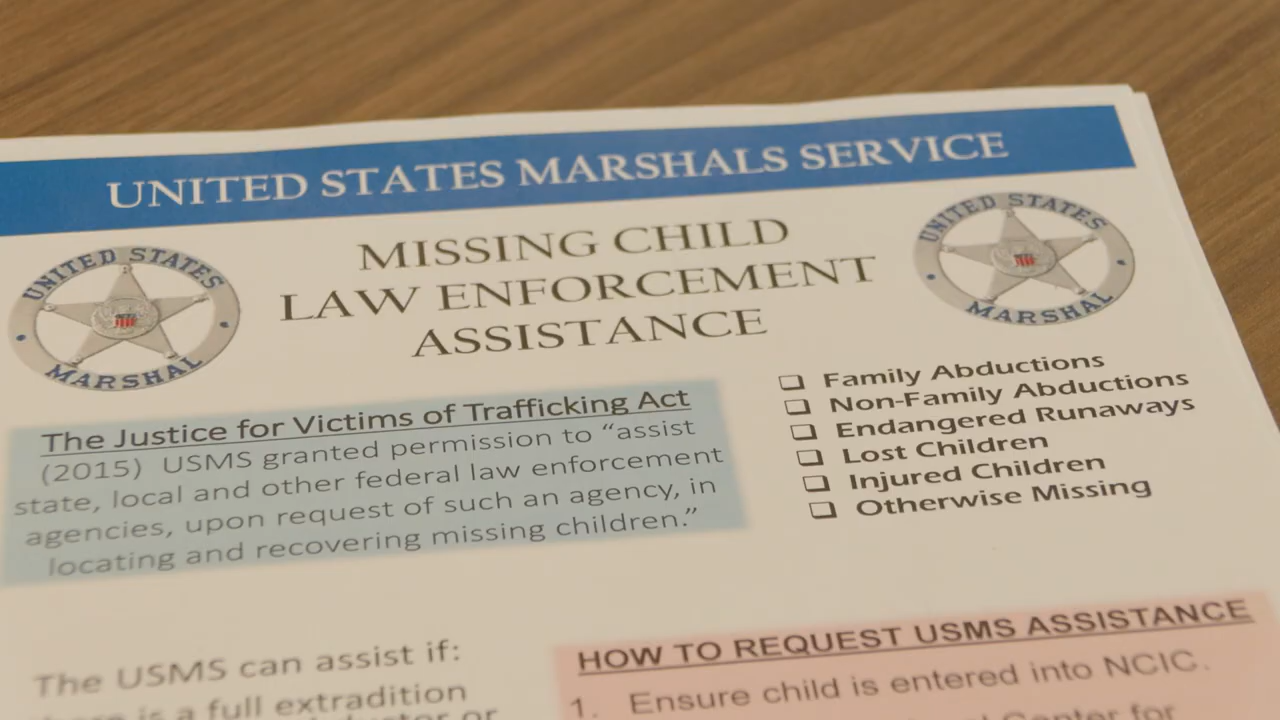 UNITED STATES MARSHALS SERVICE
UNITED STATES
MARSHAL
MISSING CHILD
LAW ENFORCEMENT
ASSISTANCE
UNITED STATES
MARSHAL
The Justice for Victims of Trafficking Act
(2015) USMS granted permission to “assist
state, local and other federal law enforcement
agencies, upon request of such an agency, in
locating and recovering missing children.”
Family Abductions
Non-Family Abductions
Endangered Runaways
Lost Children
Injured Children
Otherwise Missing
The USMS can assist if:
there is a full extradition
or
HOW TO REQUEST USMS ASSISTANCE
1. Ensure child is entered into NCIC.
Center for